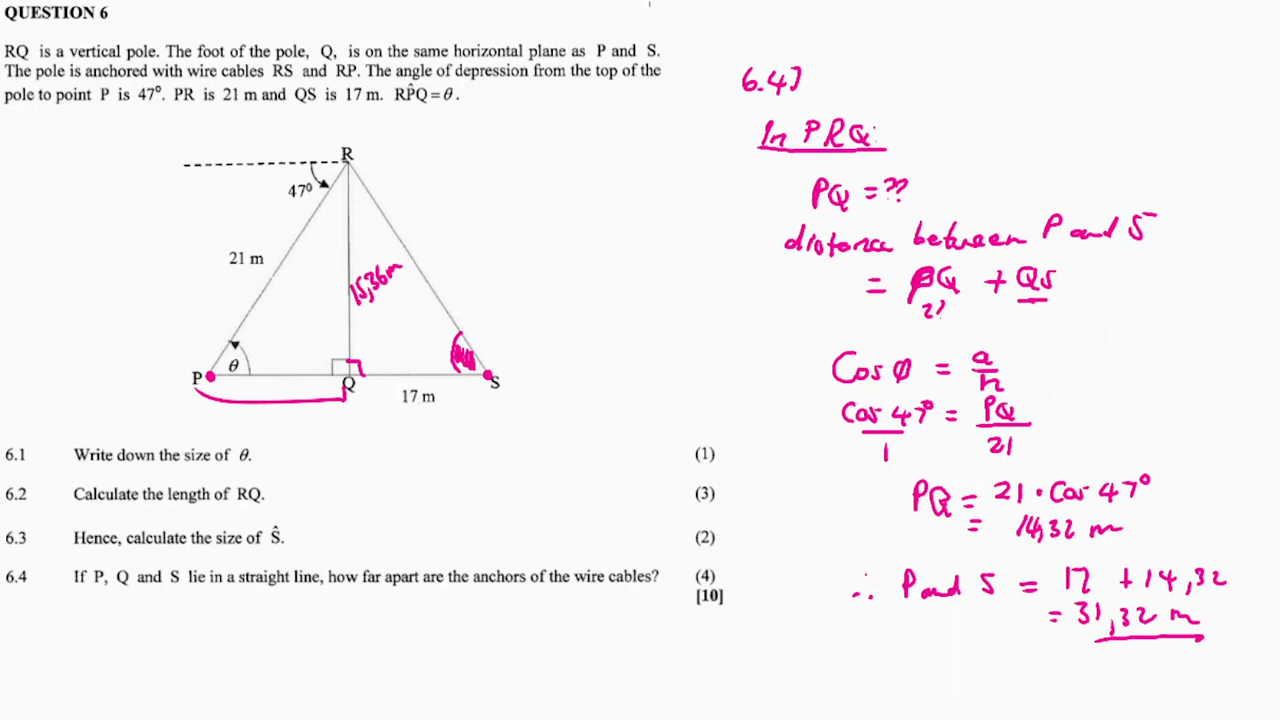 QUESTION 6
RQ is a vertical pole. The foot of the pole, Q, is on the same horizontal plane as P and S.
The pole is anchored with wire cables RS and RP. The angle of depression from the top of the
pole to point P is 47°. PR is 21 m and QS is 17 m. RP̂Q = θ.
R
47⁰
21 m
15,36m
θ
P
Q
S
17 m
6.1 Write down the size of θ. (1)
6.2 Calculate the length of RQ. (3)
6.3 Hence, calculate the size of Ŝ. (2)
6.4 If P, Q and S lie in a straight line, how far apart are the anchors of the wire cables? (4)
[10]
6.4)
In PRQ:
PQ = ??
distance between P and S
= PQ + QS
21
Cos θ = a/h
Cos 47° = PQ
1 21
PQ = 21 · Cos 47°
= 14,32 m
∴ P and S = 17 + 14,32
= 31,32 m